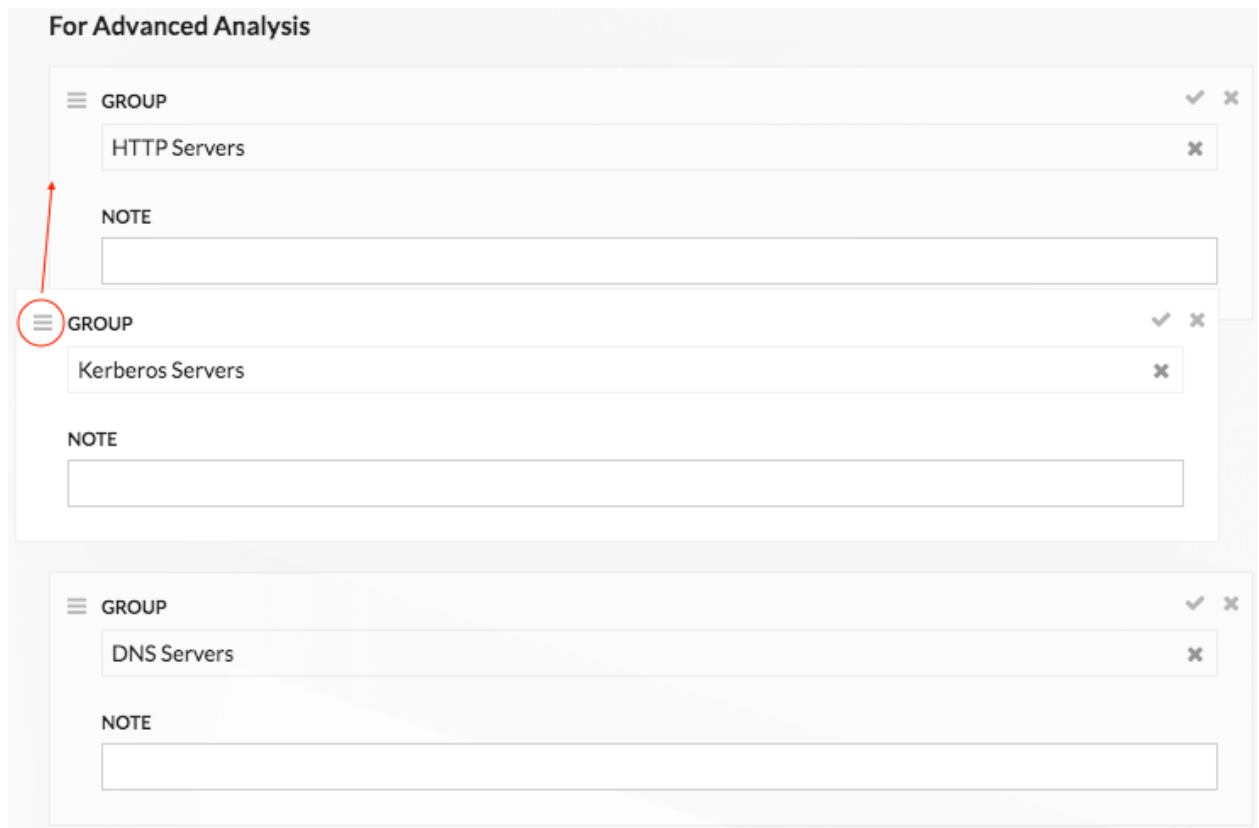 For Advanced Analysis
GROUP
HTTP Servers
NOTE
GROUP
Kerberos Servers
NOTE
GROUP
DNS Servers
NOTE